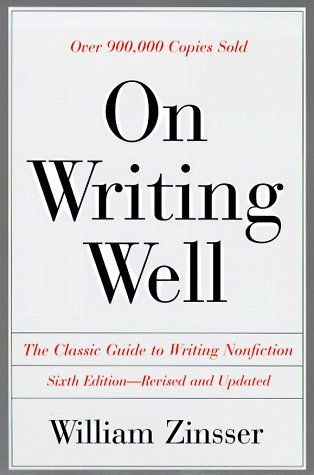 Over 900,000 Copies Sold
On
Writing
Well
The Classic Guide to Writing Nonfiction
Sixth Edition—Revised and Updated
William Zinsser